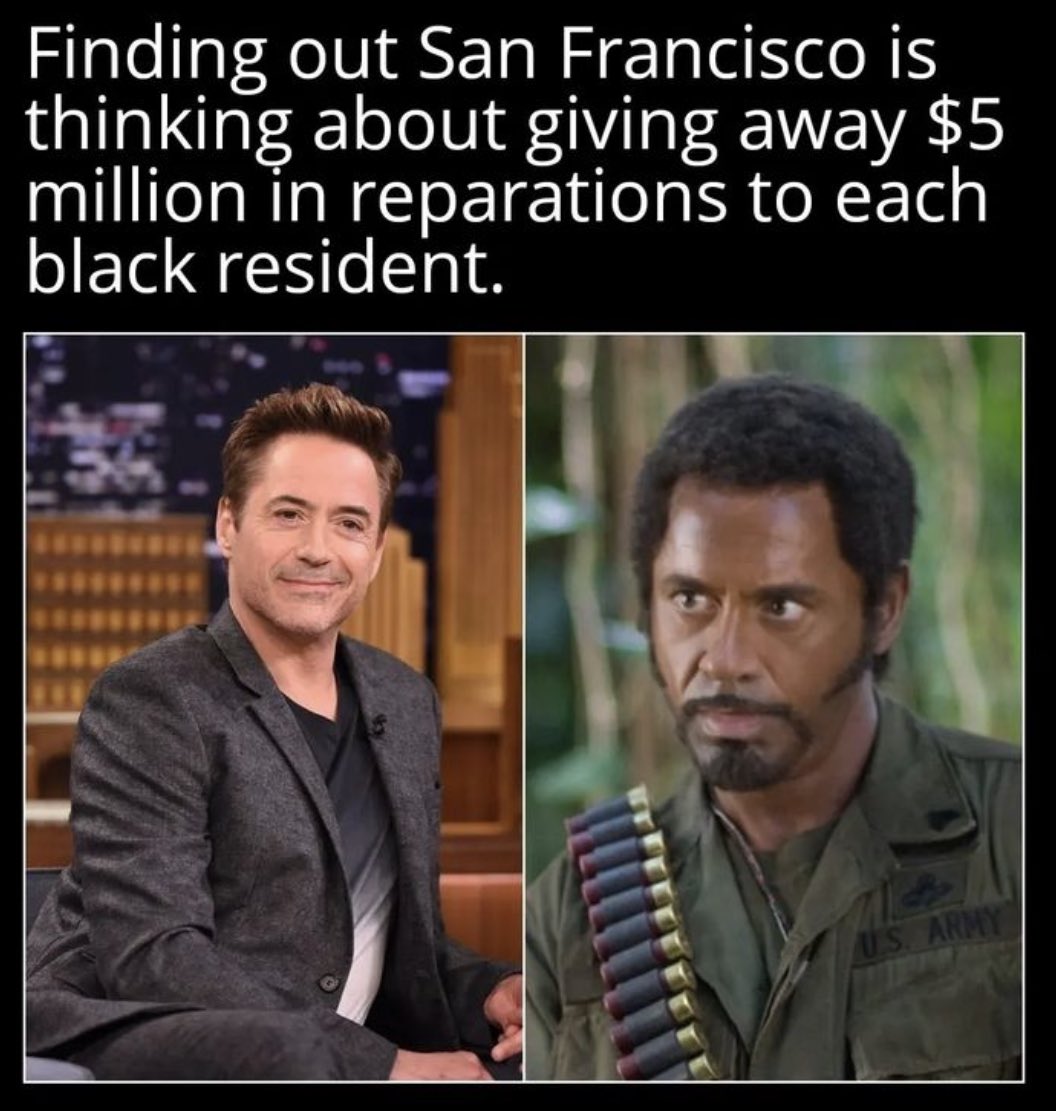 Finding out San Francisco is
thinking about giving away $5
million in reparations to each
black resident.
U.S. ARMY